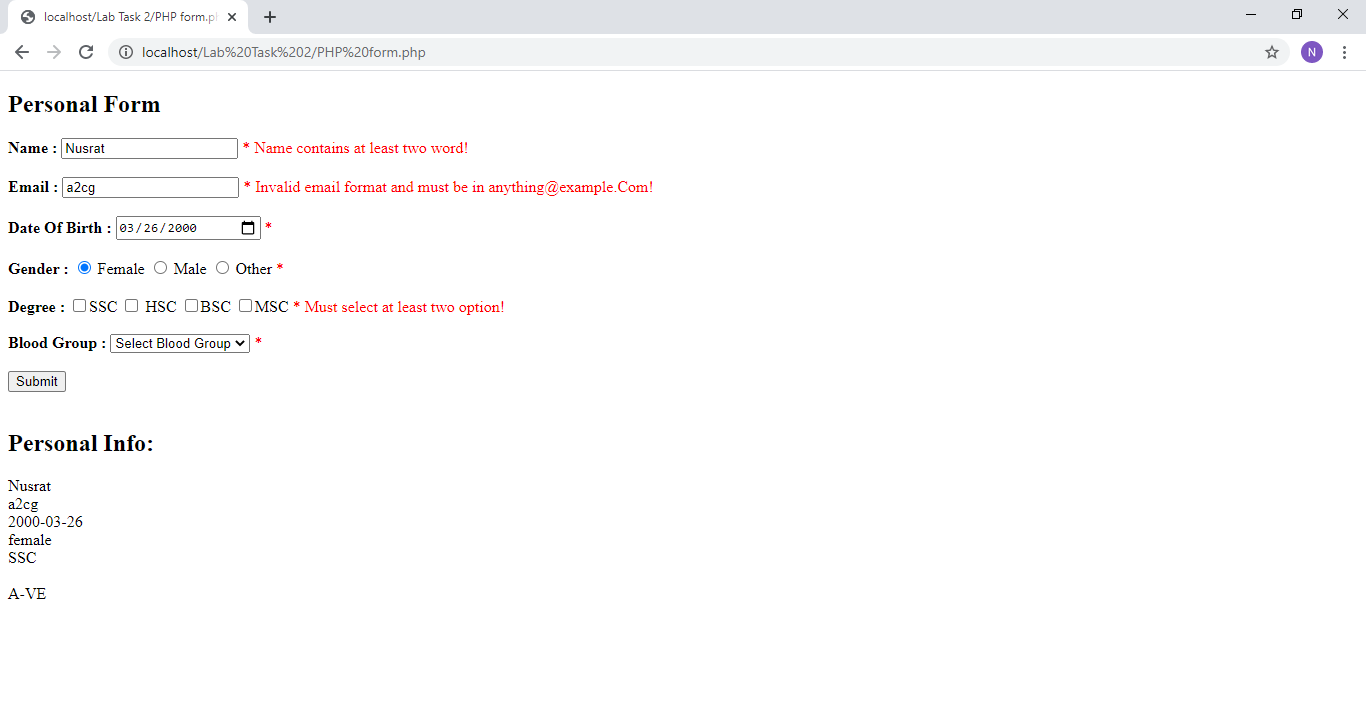 localhost/Lab Task 2/PHP form.p
localhost/Lab%20Task%202/PHP%20form.php
N
Personal Form
Name : Nusrat * Name contains at least two word!
Email : a2cg * Invalid email format and must be in anything@example.Com!
Date Of Birth : 03/26/2000 *
Gender : Female Male Other *
Degree : SSC HSC BSC MSC * Must select at least two option!
Blood Group : Select Blood Group *
Submit
Personal Info:
Nusrat
a2cg
2000-03-26
female
SSC
A-VE